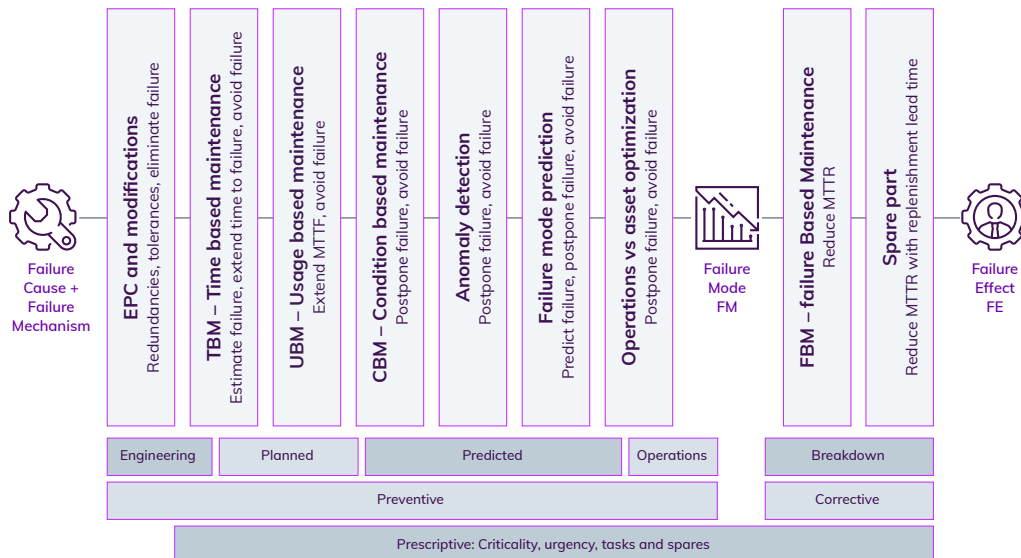 Failure
Cause +
Failure
Mechanism
EPC and modifications
Redundancies, tolerances, eliminate failure
TBM – Time based maintenance
Estimate failure, extend time to failure, avoid failure
UBM – Usage based maintenance
Extend MTTF, avoid failure
CBM – Condition based maintenance
Postpone failure, avoid failure
Anomaly detection
Postpone failure, avoid failure
Failure mode prediction
Predict failure, postpone failure, avoid failure
Operations vs asset optimization
Postpone failure, avoid failure
Failure
Mode
FM
FBM – failure Based Maintenance
Reduce MTTR
Spare part
Reduce MTTR with replenishment lead time
Failure
Effect
FE
Engineering
Planned
Predicted
Operations
Breakdown
Preventive
Corrective
Prescriptive: Criticality, urgency, tasks and spares